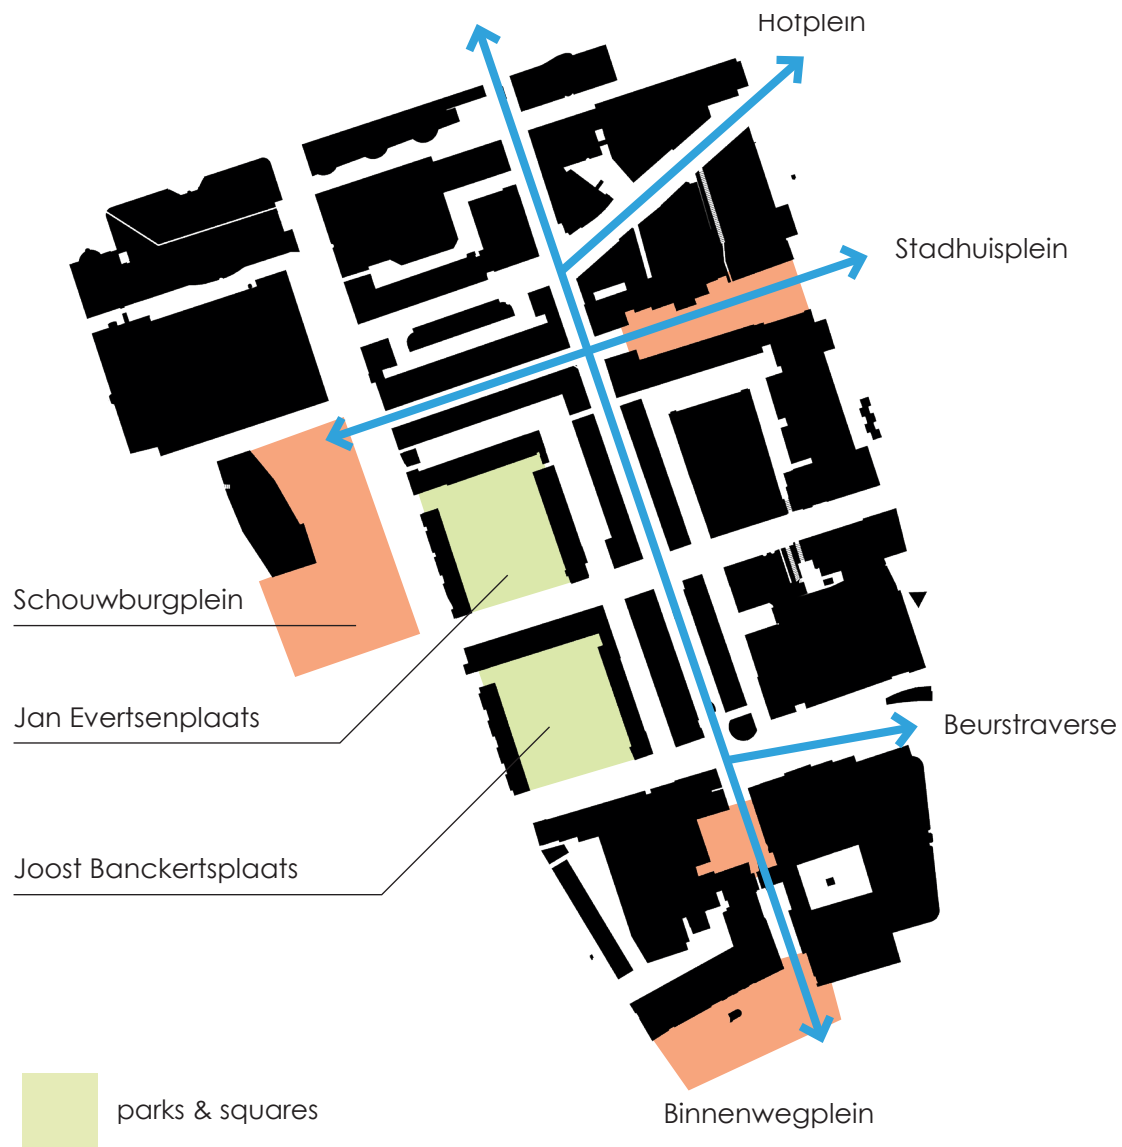 Hofplein
Stadhuisplein
Schouwburgplein
Jan Evertsenplaats
Beurstraverse
Joost Banckertsplaats
parks & squares
Binnenwegplein